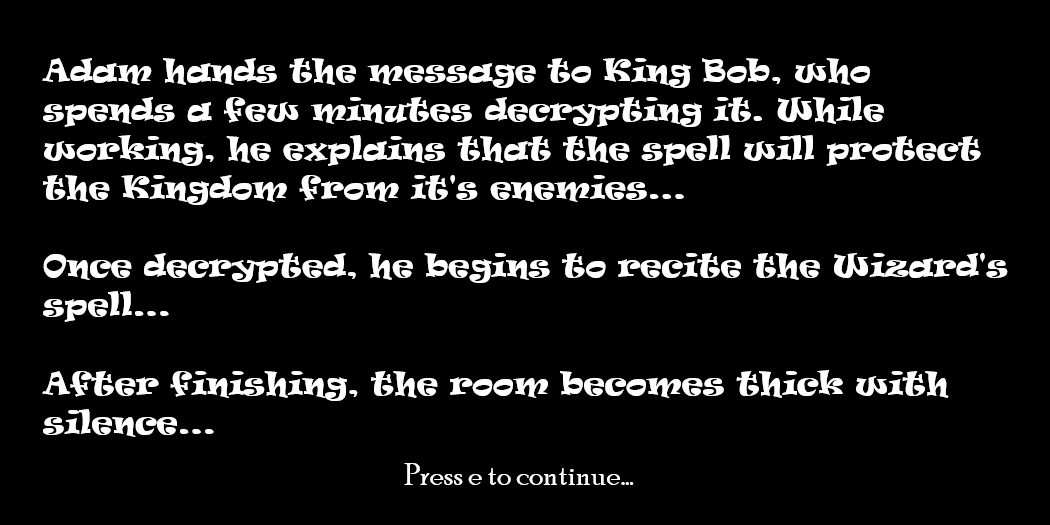 Adam hands the message to King Bob, who
spends a few minutes decrypting it. While
working, he explains that the spell will protect
the Kingdom from it's enemies...
Once decrypted, he begins to recite the Wizard's
spell...
After finishing, the room becomes thick with
silence...
Press e to continue...